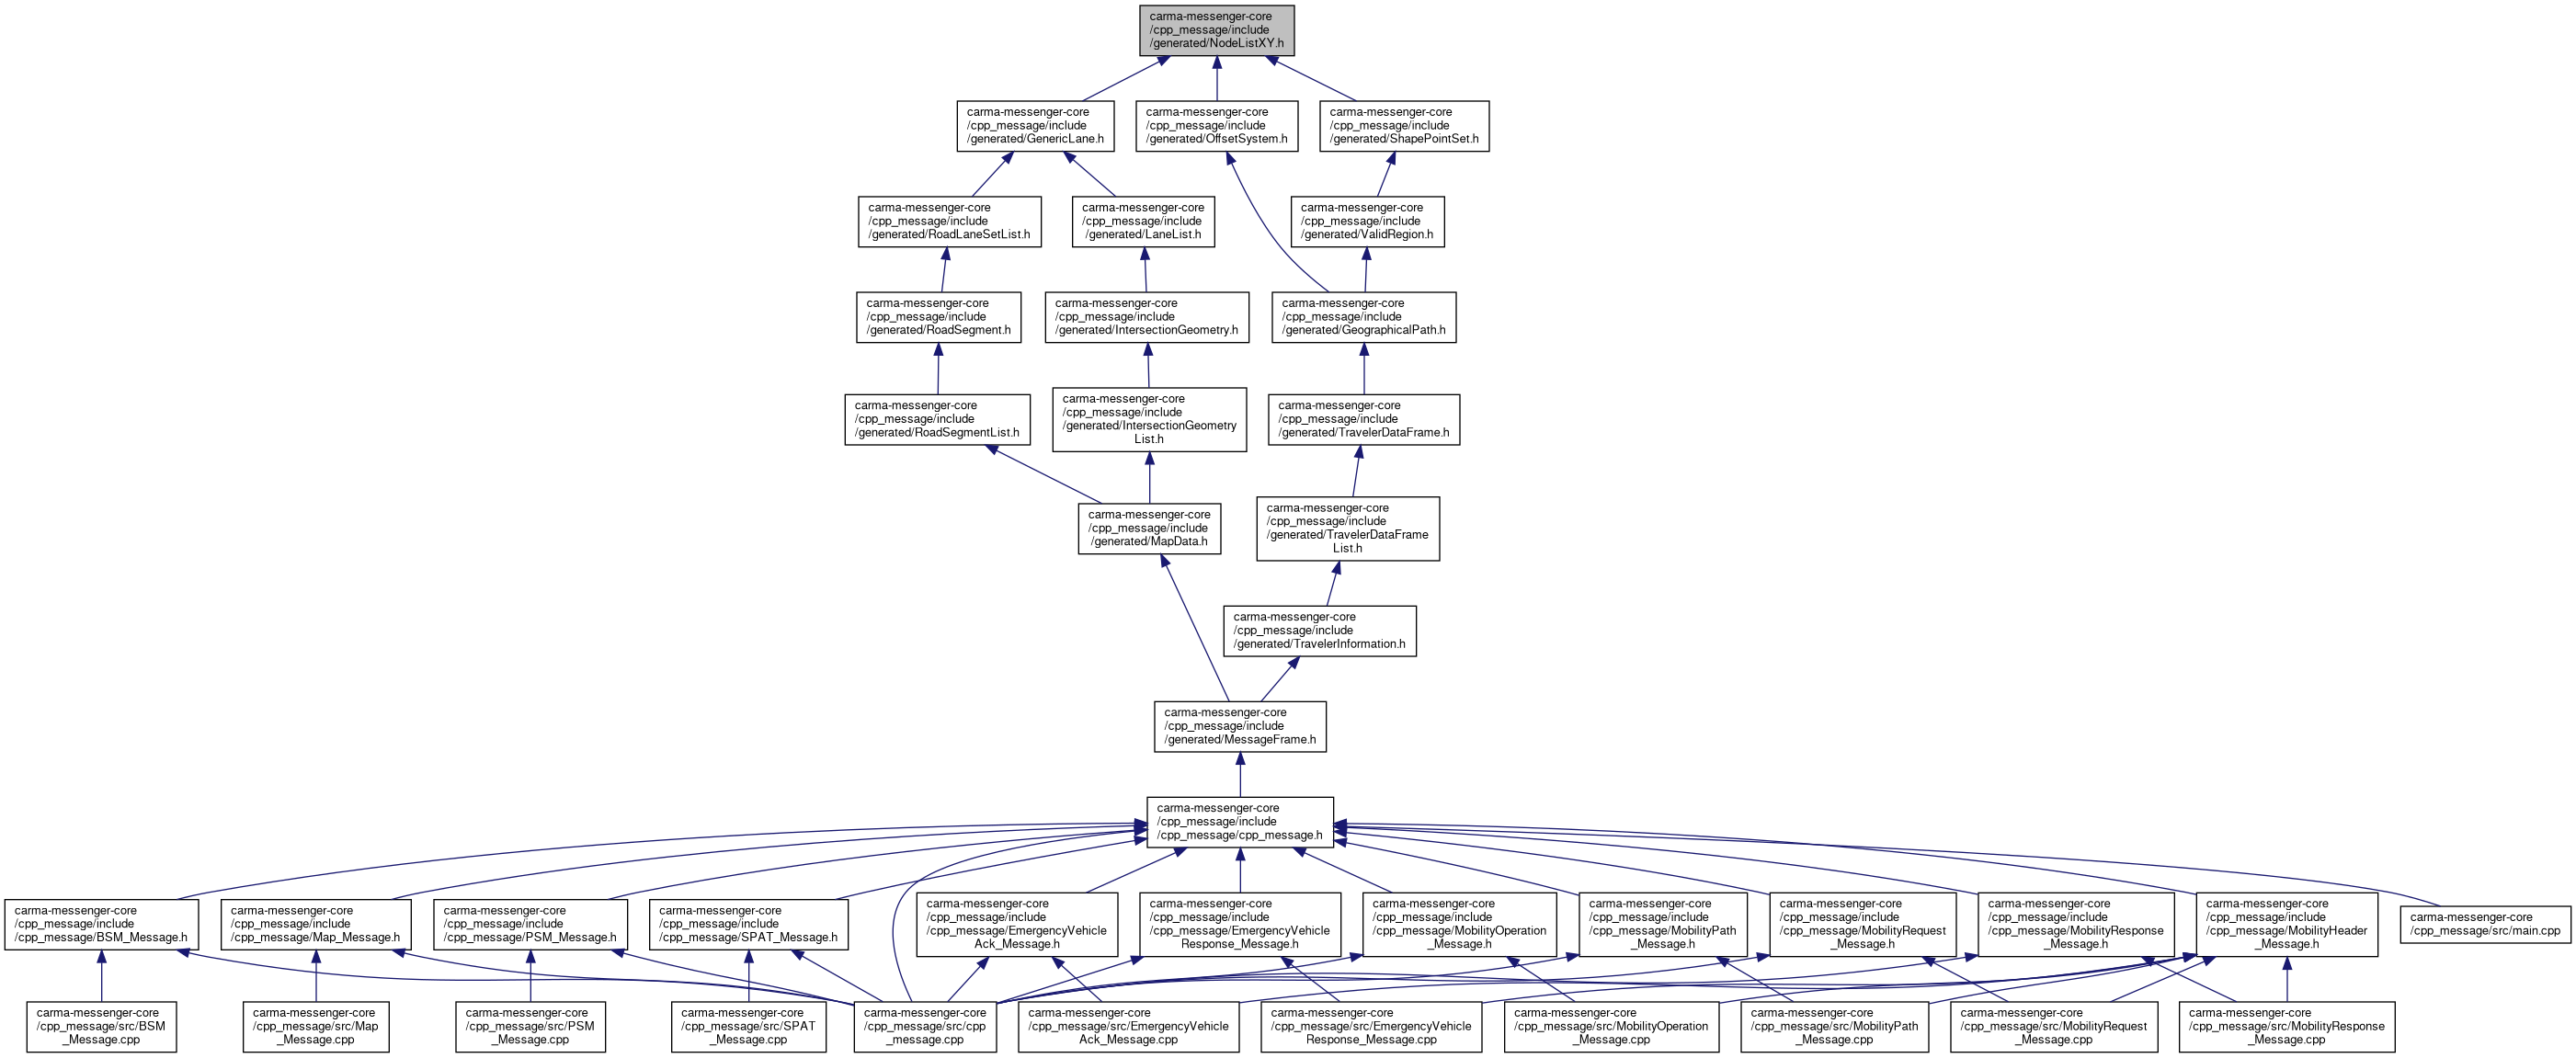 carma-messenger-core
/cpp_message/include
/generated/NodeListXY.h
carma-messenger-core
/cpp_message/include
/generated/GenericLane.h
carma-messenger-core
/cpp_message/include
/generated/OffsetSystem.h
carma-messenger-core
/cpp_message/include
/generated/ShapePointSet.h
carma-messenger-core
/cpp_message/include
/generated/RoadLaneSetList.h
carma-messenger-core
/cpp_message/include
/generated/LaneList.h
carma-messenger-core
/cpp_message/include
/generated/ValidRegion.h
carma-messenger-core
/cpp_message/include
/generated/RoadSegment.h
carma-messenger-core
/cpp_message/include
/generated/IntersectionGeometry.h
carma-messenger-core
/cpp_message/include
/generated/GeographicalPath.h
carma-messenger-core
/cpp_message/include
/generated/RoadSegmentList.h
carma-messenger-core
/cpp_message/include
/generated/IntersectionGeometry
List.h
carma-messenger-core
/cpp_message/include
/generated/TravelerDataFrame.h
carma-messenger-core
/cpp_message/include
/generated/MapData.h
carma-messenger-core
/cpp_message/include
/generated/TravelerDataFrame
List.h
carma-messenger-core
/cpp_message/include
/generated/TravelerInformation.h
carma-messenger-core
/cpp_message/include
/generated/MessageFrame.h
carma-messenger-core
/cpp_message/include
/cpp_message/cpp_message.h
carma-messenger-core
/cpp_message/include
/cpp_message/BSM_Message.h
carma-messenger-core
/cpp_message/include
/cpp_message/Map_Message.h
carma-messenger-core
/cpp_message/include
/cpp_message/PSM_Message.h
carma-messenger-core
/cpp_message/include
/cpp_message/SPAT_Message.h
carma-messenger-core
/cpp_message/include
/cpp_message/EmergencyVehicle
Ack_Message.h
carma-messenger-core
/cpp_message/include
/cpp_message/EmergencyVehicle
Response_Message.h
carma-messenger-core
/cpp_message/include
/cpp_message/MobilityOperation
_Message.h
carma-messenger-core
/cpp_message/include
/cpp_message/MobilityPath
_Message.h
carma-messenger-core
/cpp_message/include
/cpp_message/MobilityRequest
_Message.h
carma-messenger-core
/cpp_message/include
/cpp_message/MobilityResponse
_Message.h
carma-messenger-core
/cpp_message/include
/cpp_message/MobilityHeader
_Message.h
carma-messenger-core
/cpp_message/src/main.cpp
carma-messenger-core
/cpp_message/src/BSM
_Message.cpp
carma-messenger-core
/cpp_message/src/Map
_Message.cpp
carma-messenger-core
/cpp_message/src/PSM
_Message.cpp
carma-messenger-core
/cpp_message/src/SPAT
_Message.cpp
carma-messenger-core
/cpp_message/src/cpp
_message.cpp
carma-messenger-core
/cpp_message/src/EmergencyVehicle
Ack_Message.cpp
carma-messenger-core
/cpp_message/src/EmergencyVehicle
Response_Message.cpp
carma-messenger-core
/cpp_message/src/MobilityOperation
_Message.cpp
carma-messenger-core
/cpp_message/src/MobilityPath
_Message.cpp
carma-messenger-core
/cpp_message/src/MobilityRequest
_Message.cpp
carma-messenger-core
/cpp_message/src/MobilityResponse
_Message.cpp